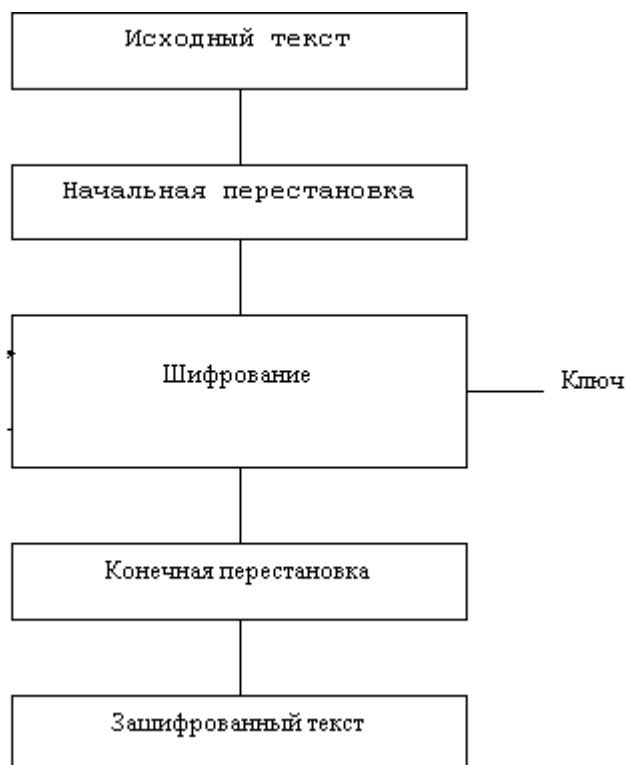 Исходный текст
Начальная перестановка
Шифрование
Ключ
Конечная перестановка
Зашифрованный текст